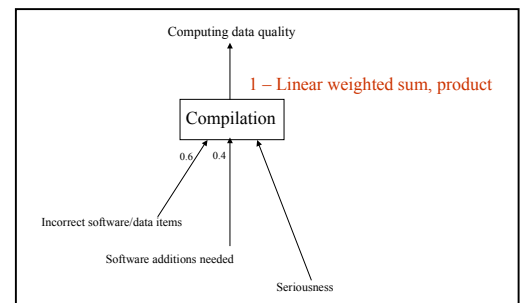 Computing data quality
1 – Linear weighted sum, product
Compilation
0.6
0.4
Incorrect software/data items
Software additions needed
Seriousness